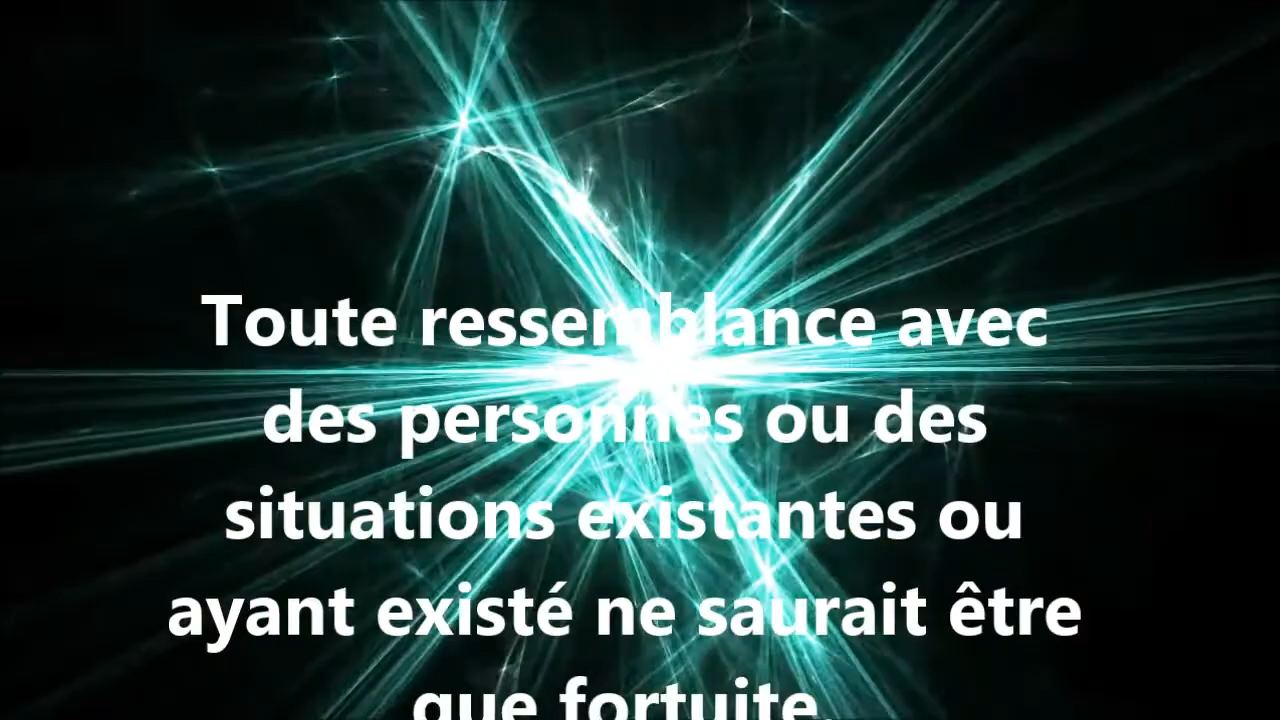 Toute ressemblance avec
des personnes ou des
situations existantes ou
ayant existé ne saurait être
que fortuite.